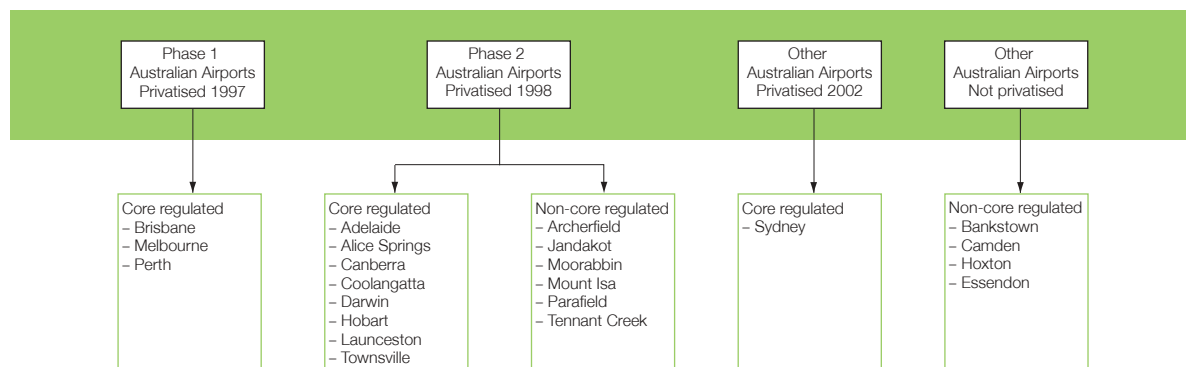 Phase 1
Australian Airports
Privatised 1997
Phase 2
Australian Airports
Privatised 1998
Other
Australian Airports
Privatised 2002
Other
Australian Airports
Not privatised
Core regulated
– Brisbane
– Melbourne
– Perth
Core regulated
– Adelaide
– Alice Springs
– Canberra
– Coolangatta
– Darwin
– Hobart
– Launceston
– Townsville
Non-core regulated
– Archerfield
– Jandakot
– Moorabbin
– Mount Isa
– Parafield
– Tennant Creek
Core regulated
– Sydney
Non-core regulated
– Bankstown
– Camden
– Hoxton
– Essendon